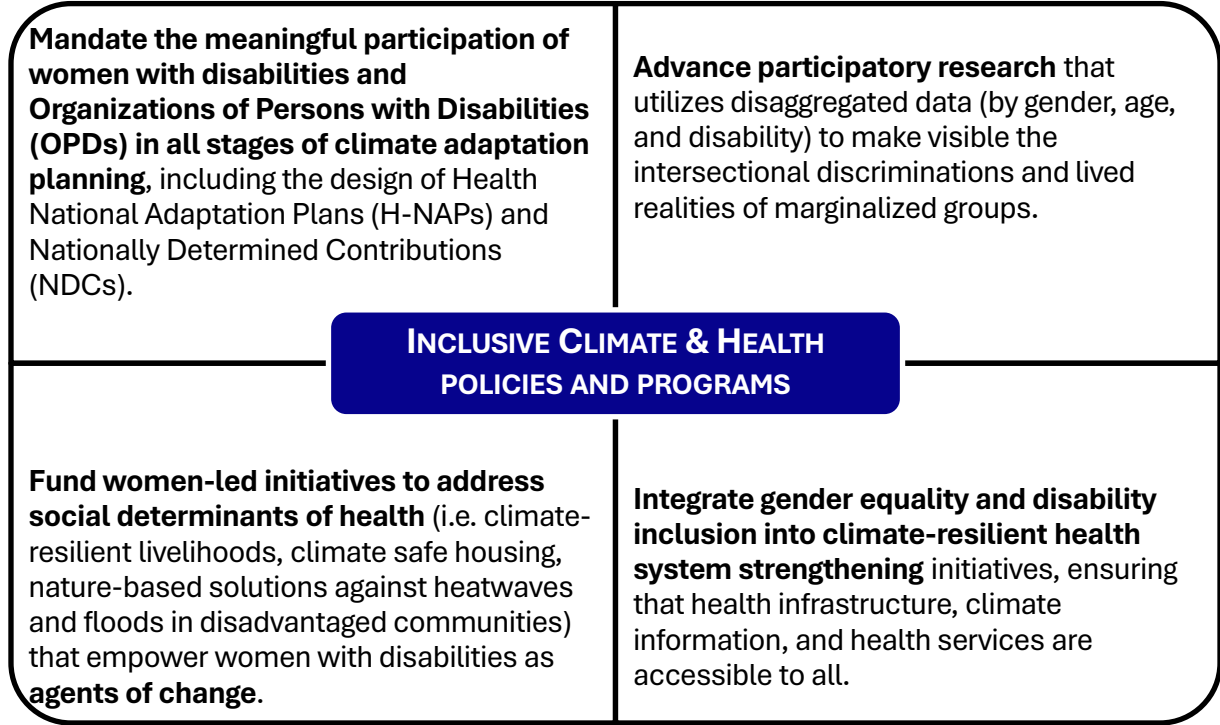 Mandate the meaningful participation of
women with disabilities and
Organizations of Persons with Disabilities
(OPDs) in all stages of climate adaptation
planning, including the design of Health
National Adaptation Plans (H-NAPs) and
Nationally Determined Contributions
(NDCs).
Advance participatory research that
utilizes disaggregated data (by gender, age,
and disability) to make visible the
intersectional discriminations and lived
realities of marginalized groups.
INCLUSIVE CLIMATE & HEALTH
POLICIES AND PROGRAMS
Fund women-led initiatives to address
social determinants of health (i.e. climate-
resilient livelihoods, climate safe housing,
nature-based solutions against heatwaves
and floods in disadvantaged communities)
that empower women with disabilities as
agents of change.
Integrate gender equality and disability
inclusion into climate-resilient health
system strengthening initiatives, ensuring
that health infrastructure, climate
information, and health services are
accessible to all.